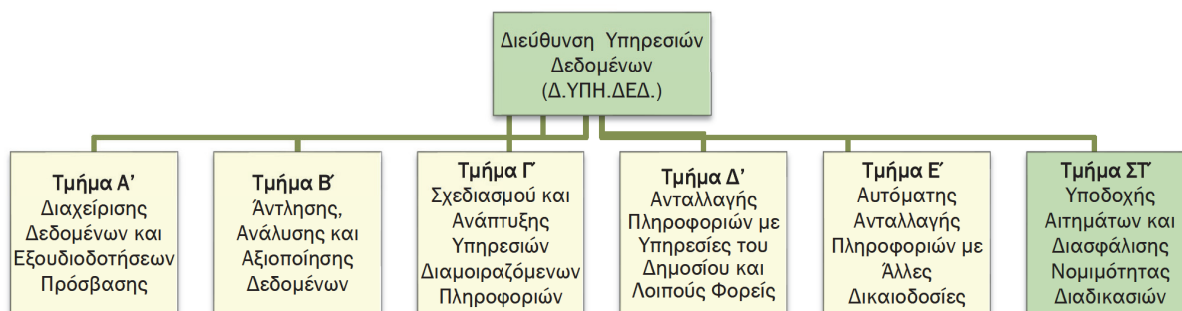 Διεύθυνση Υπηρεσιών
Δεδομένων
(Δ.ΥΠΗ.ΔΕΔ.)
Τμήμα Α’
Διαχείρισης
Δεδομένων και
Εξουδιοδοτήσεων
Πρόσβασης
Τμήμα Β΄
Άντλησης,
Ανάλυσης και
Αξιοποίησης
Δεδομένων
Τμήμα Γ΄
Σχεδιασμού και
Ανάπτυξης
Υπηρεσιών
Διαμοιραζόμενων
Πληροφοριών
Τμήμα Δ’
Ανταλλαγής
Πληροφοριών με
Υπηρεσίες του
Δημοσίου και
Λοιπούς Φορείς
Τμήμα Ε΄
Αυτόματης
Ανταλλαγής
Πληροφοριών με
Άλλες
Δικαιοδοσίες
Τμήμα ΣΤ΄
Υποδοχής
Αιτημάτων και
Διασφάλισης
Νομιμότητας
Διαδικασιών